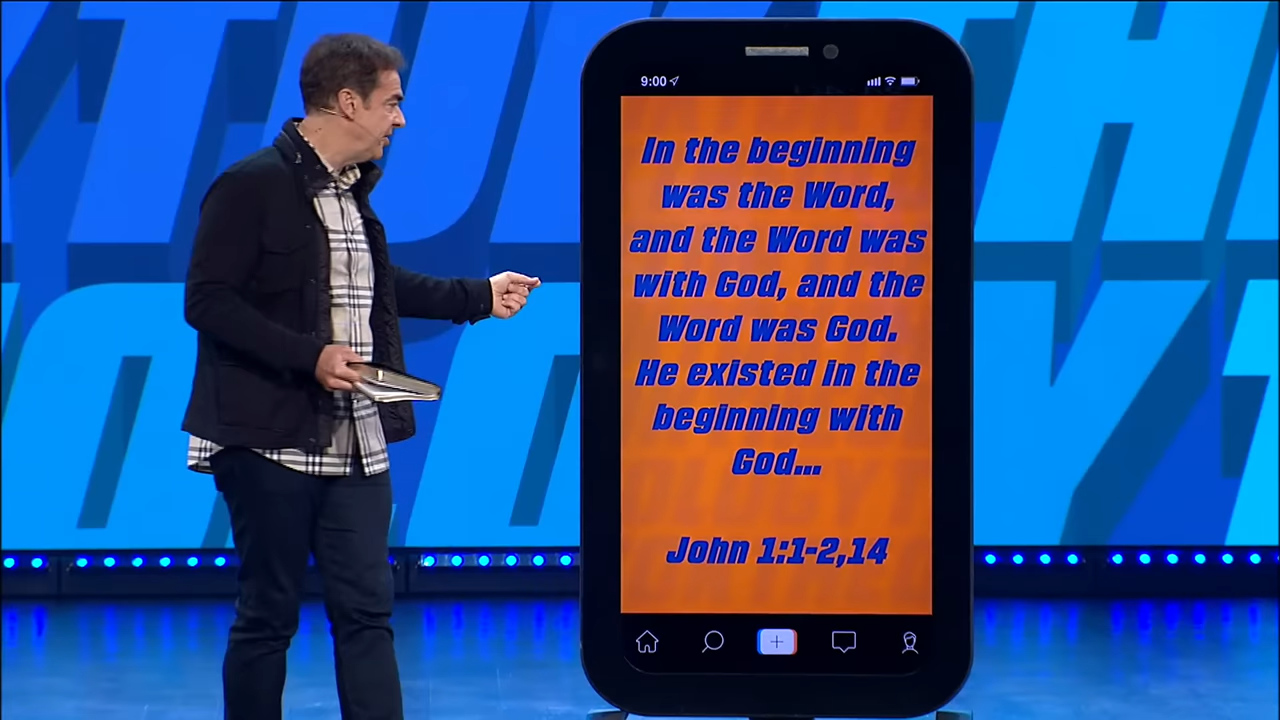 9:00
In the beginning
was the Word,
and the Word was
with God, and the
Word was God.
He existed in the
beginning with
God...
John 1:1-2,14